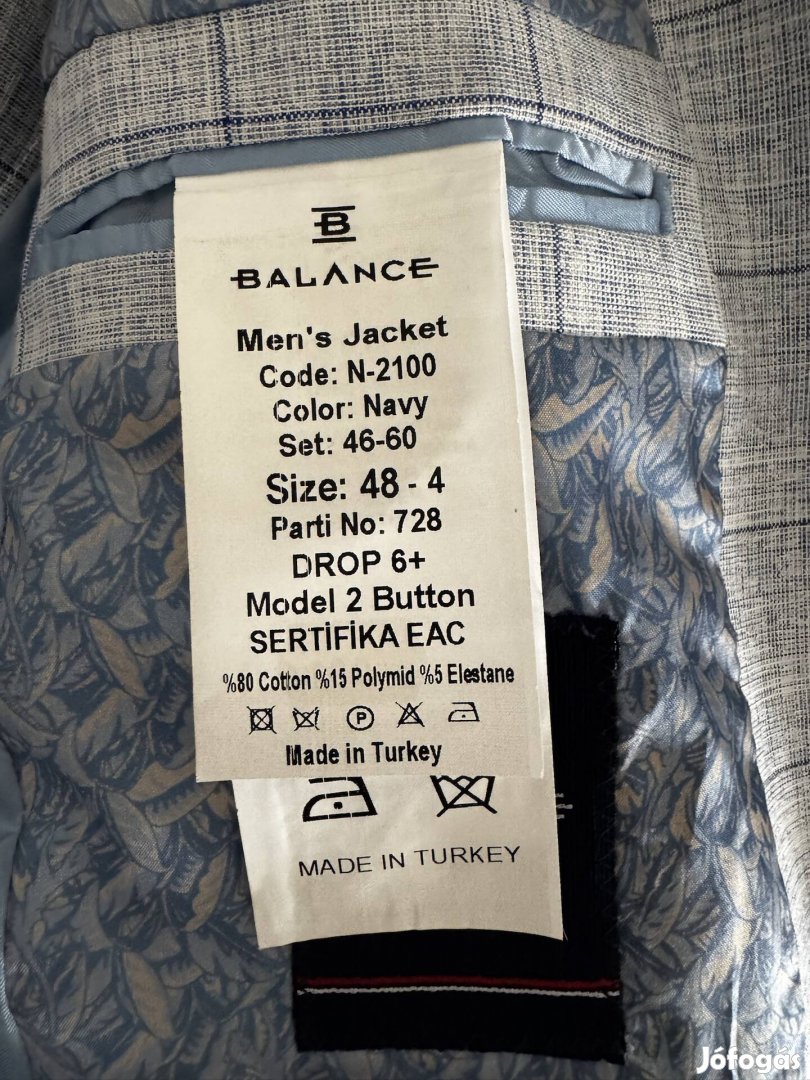 B
BALANCE
Men's Jacket
Code: N-2100
Color: Navy
Set: 46-60
Size: 48 - 4
Parti No: 728
DROP 6+
Model 2 Button
SERTİFİKA EAC
%80 Cotton %15 Polymid %5 Elestane
P
Made in Turkey
MADE IN TURKEY
Jófogás